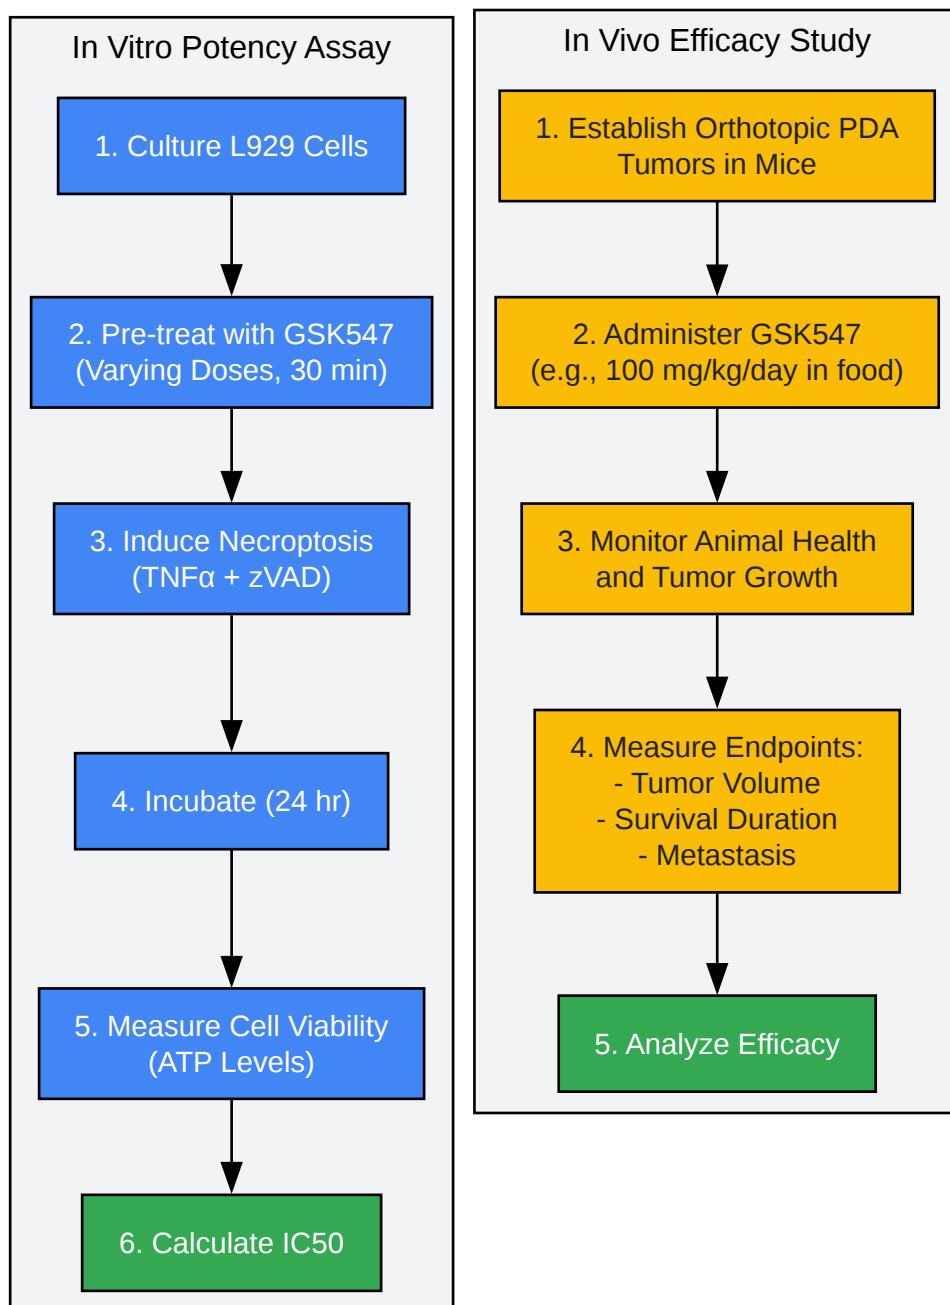 In Vitro Potency Assay
1. Culture L929 Cells
2. Pre-treat with GSK547
(Varying Doses, 30 min)
3. Induce Necroptosis
(TNFα + zVAD)
4. Incubate (24 hr)
5. Measure Cell Viability
(ATP Levels)
6. Calculate IC50
In Vivo Efficacy Study
1. Establish Orthotopic PDA
Tumors in Mice
2. Administer GSK547
(e.g., 100 mg/kg/day in food)
3. Monitor Animal Health
and Tumor Growth
4. Measure Endpoints:
- Tumor Volume
- Survival Duration
- Metastasis
5. Analyze Efficacy